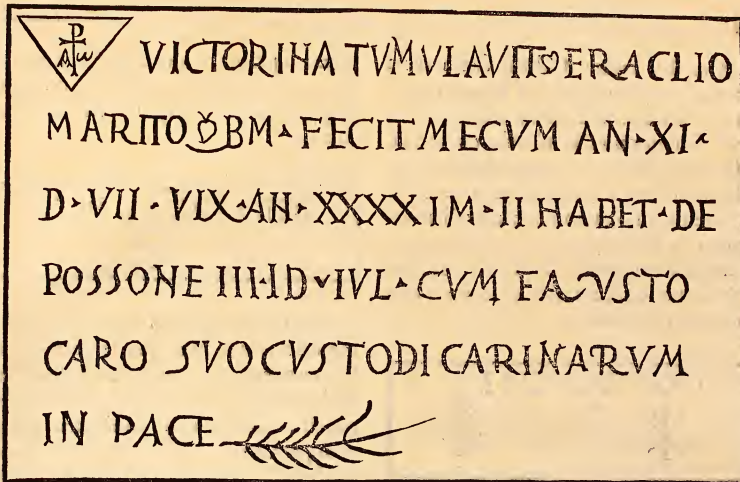 VICTORINA TVMVLAVIT ERACLIO
MARITO BM · FECIT MECVM AN · XI ·
D · VII · VIX · AN · XXXX I M · II HABET · DE
POSSONE IIII · ID · IVL · CVM FAVSTO
CARO SVO CVSTODI CARINARVM
IN PACE